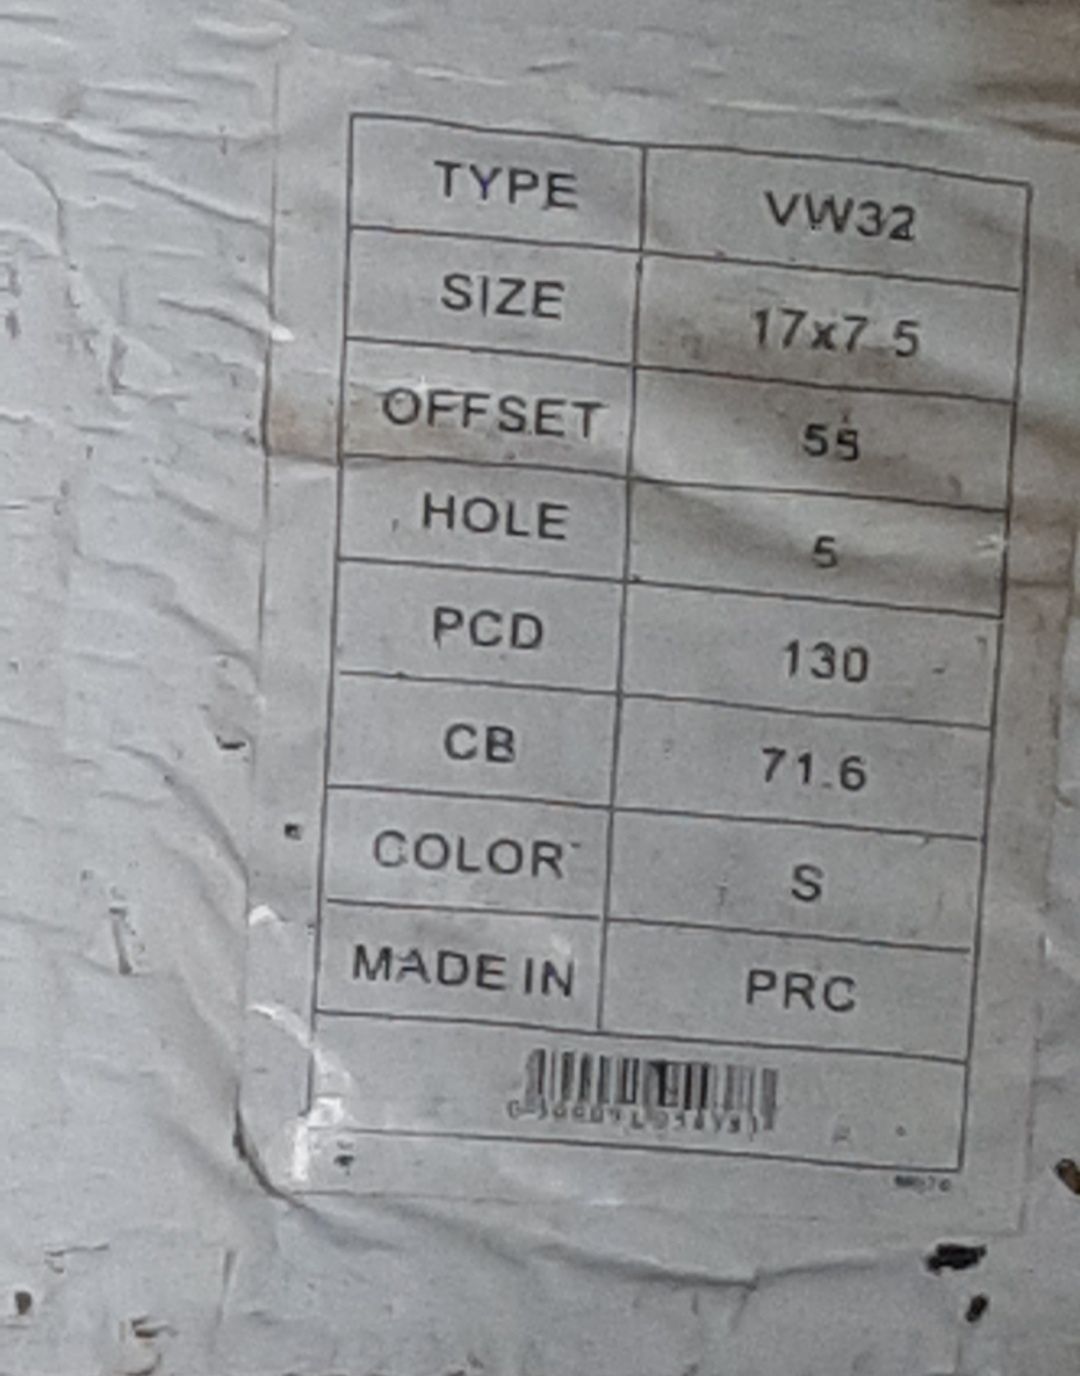 TYPE VW32
SIZE 17x7.5
OFFSET 55
HOLE 5
PCD 130
CB 71.6
COLOR S
MADE IN PRC